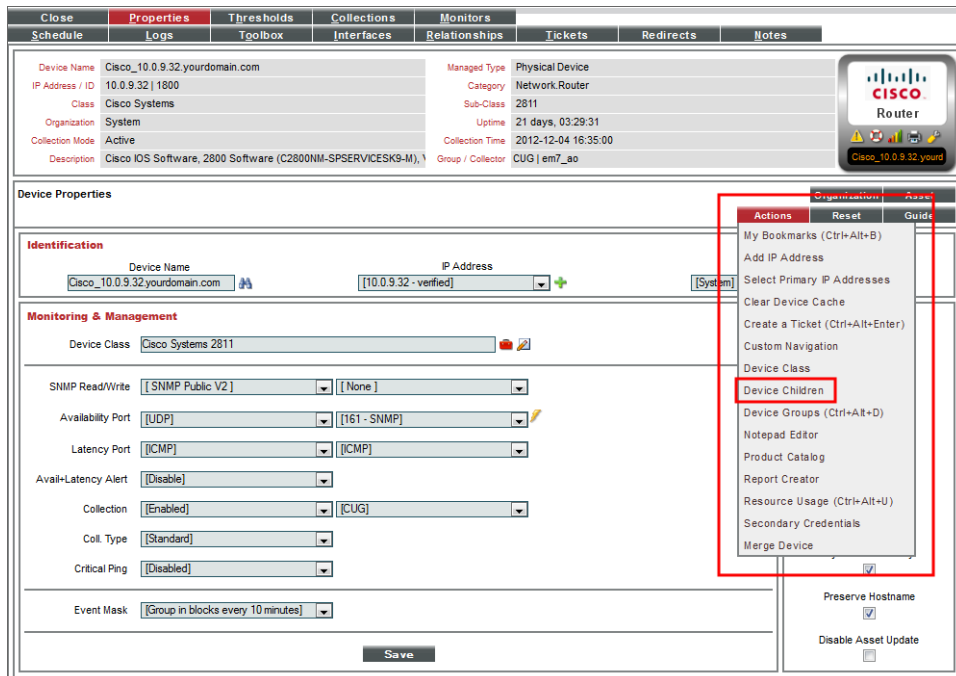 Close Properties Thresholds Collections Monitors
Schedule Logs Toolbox Interfaces Relationships Tickets Redirects Notes
Device Name Cisco_10.0.9.32.yourdomain.com Managed Type Physical Device
IP Address / ID 10.0.9.32 | 1800 Category Network.Router
Class Cisco Systems Sub-Class 2811
Organization System Uptime 21 days, 03:29:31
Collection Mode Active Collection Time 2012-12-04 16:35:00
Description Cisco IOS Software, 2800 Software (C2800NM-SPSERVICESK9-M), Group / Collector CUG | em7_ao
CISCO
Router
Cisco_10.0.9.32.yourd
Device Properties
Organization Asset
Actions Reset Guide
My Bookmarks (Ctrl+Alt+B)
Add IP Address
Select Primary IP Addresses
Clear Device Cache
Create a Ticket (Ctrl+Alt+Enter)
Custom Navigation
Device Class
Device Children
Device Groups (Ctrl+Alt+D)
Notepad Editor
Product Catalog
Report Creator
Resource Usage (Ctrl+Alt+U)
Secondary Credentials
Merge Device
Identification
Device Name IP Address
Cisco_10.0.9.32.yourdomain.com [10.0.9.32 - verified] [System]
Monitoring & Management
Device Class Cisco Systems 2811
SNMP Read/Write [ SNMP Public V2 ] [ None ]
Availability Port [UDP] [161 - SNMP]
Latency Port [ICMP] [ICMP]
Avail+Latency Alert [Disable]
Collection [Enabled] [CUG]
Coll. Type [Standard]
Critical Ping [Disabled]
Event Mask [Group in blocks every 10 minutes]
Save
Preserve Hostname
Disable Asset Update